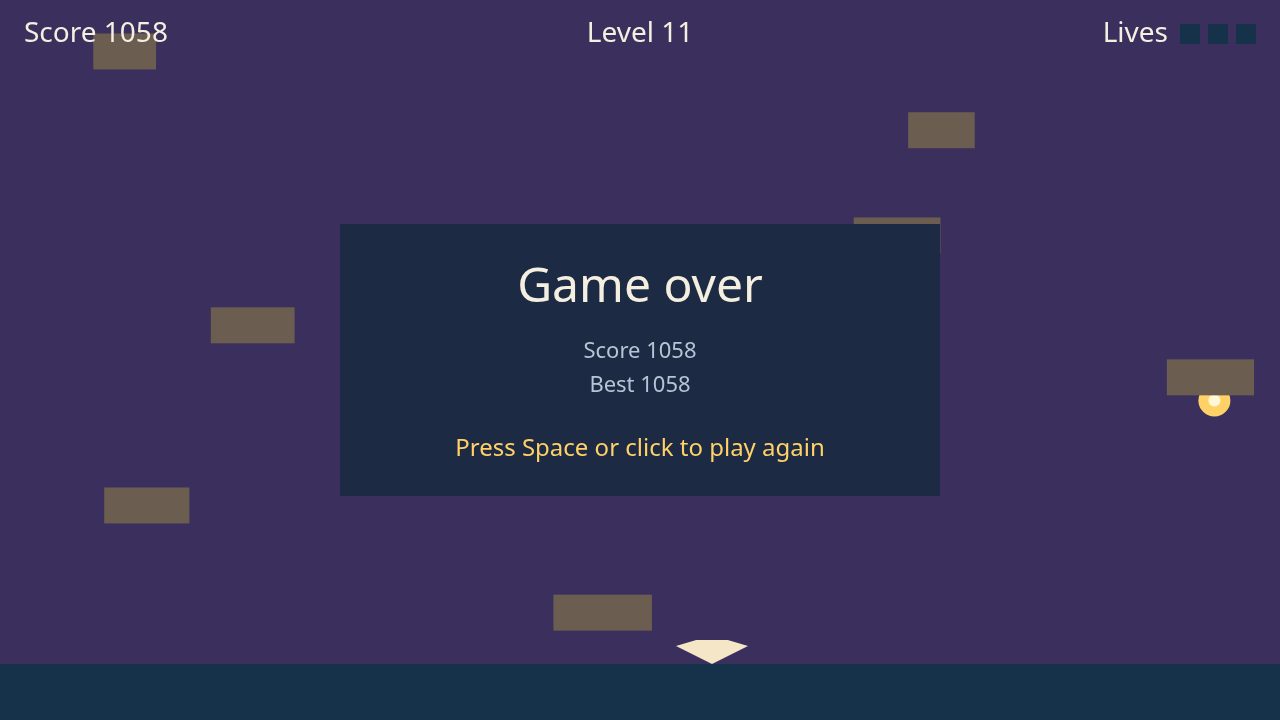 Score 1058
Level 11
Lives
Game over
Score 1058
Best 1058
Press Space or click to play again